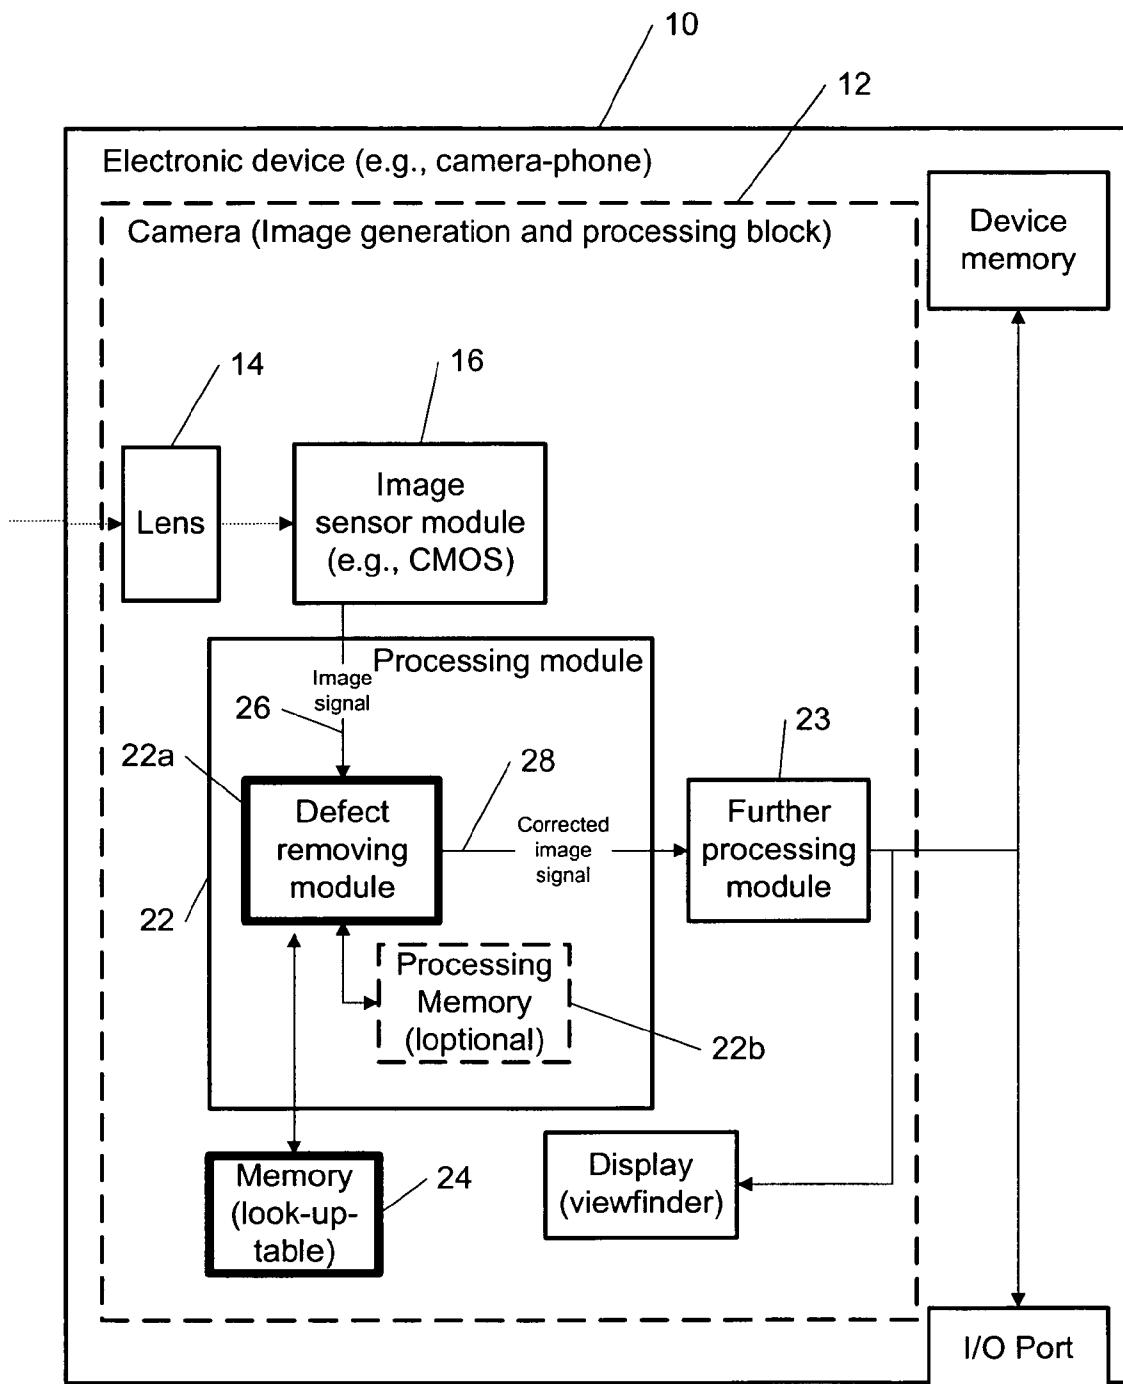 10
12
Electronic device (e.g., camera-phone)
Camera (Image generation and processing block)
Device
memory
14
16
Lens
Image
sensor module
(e.g., CMOS)
Processing module
Image
signal
26
22a
28
23
Defect
removing
module
Corrected
image
signal
Further
processing
module
22
Processing
Memory
(loptional)
22b
Memory
(look-up-
table)
24
Display
(viewfinder)
I/O Port